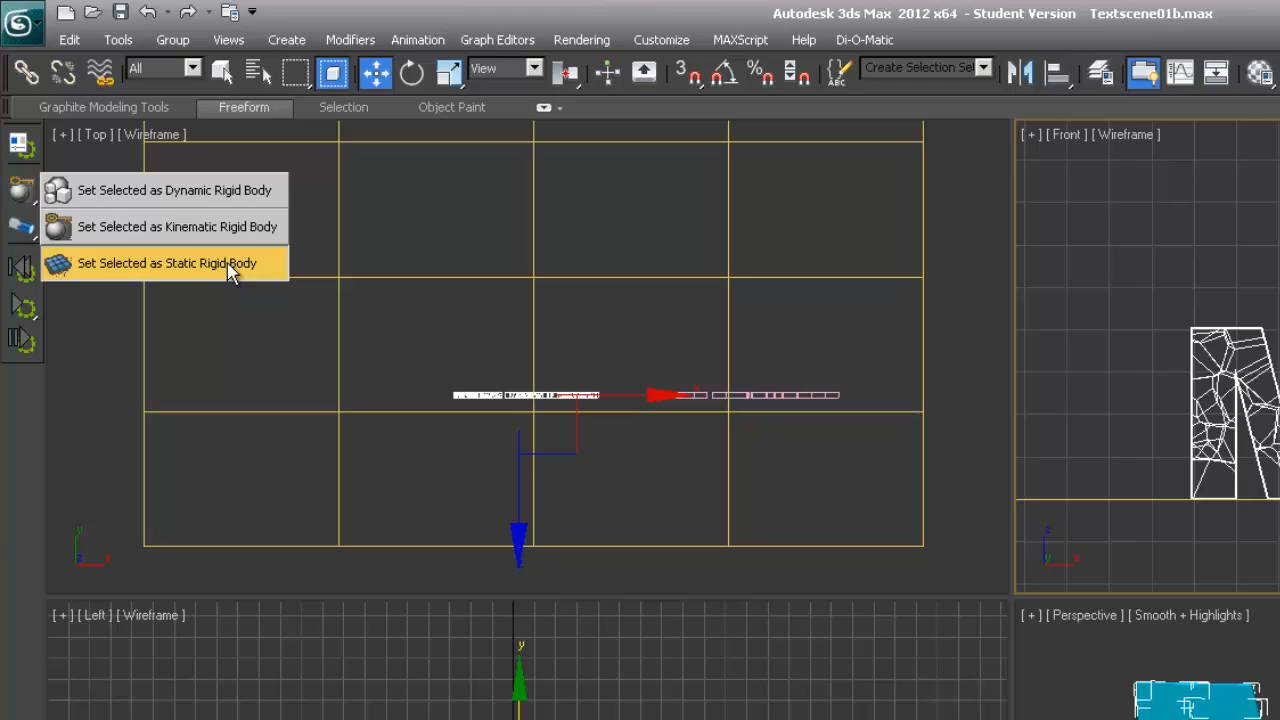 Autodesk 3ds Max 2012 x64 - Student Version Textscene01b.max
Edit Tools Group Views Create Modifiers Animation Graph Editors Rendering Customize MAXScript Help Di-O-Matic
All View 3 % ABC Create Selection Sel
Graphite Modeling Tools Freeform Selection Object Paint
[ + ] [ Top ] [ Wireframe ]
[ + ] [ Front ] [ Wireframe ]
Set Selected as Dynamic Rigid Body
Set Selected as Kinematic Rigid Body
Set Selected as Static Rigid Body
x
y
z x
z
y x
[ + ] [ Left ] [ Wireframe ]
[ + ] [ Perspective ] [ Smooth + Highlights ]
y